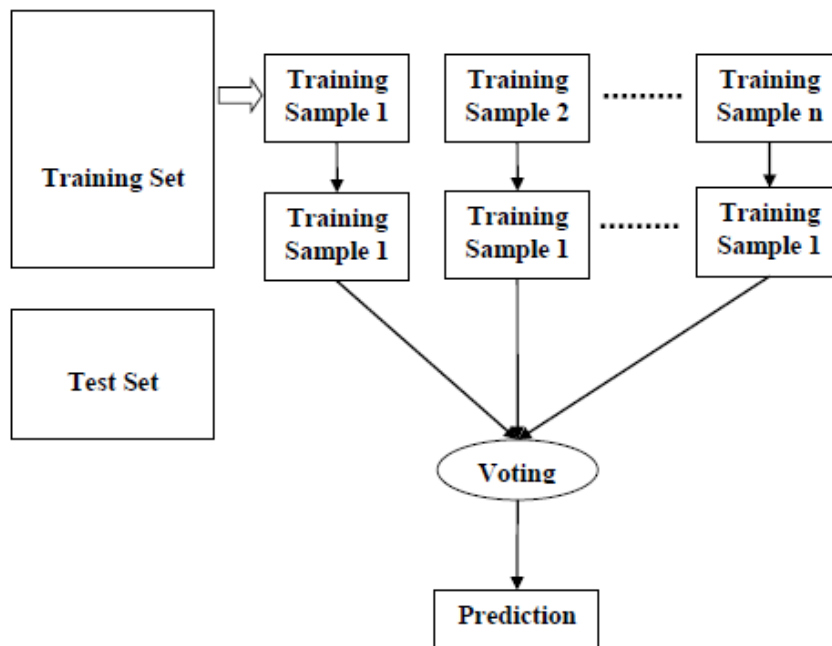 Training Set
Training
Sample 1
Training
Sample 2
Training
Sample n
Training
Sample 1
Training
Sample 1
Training
Sample 1
Test Set
Voting
Prediction